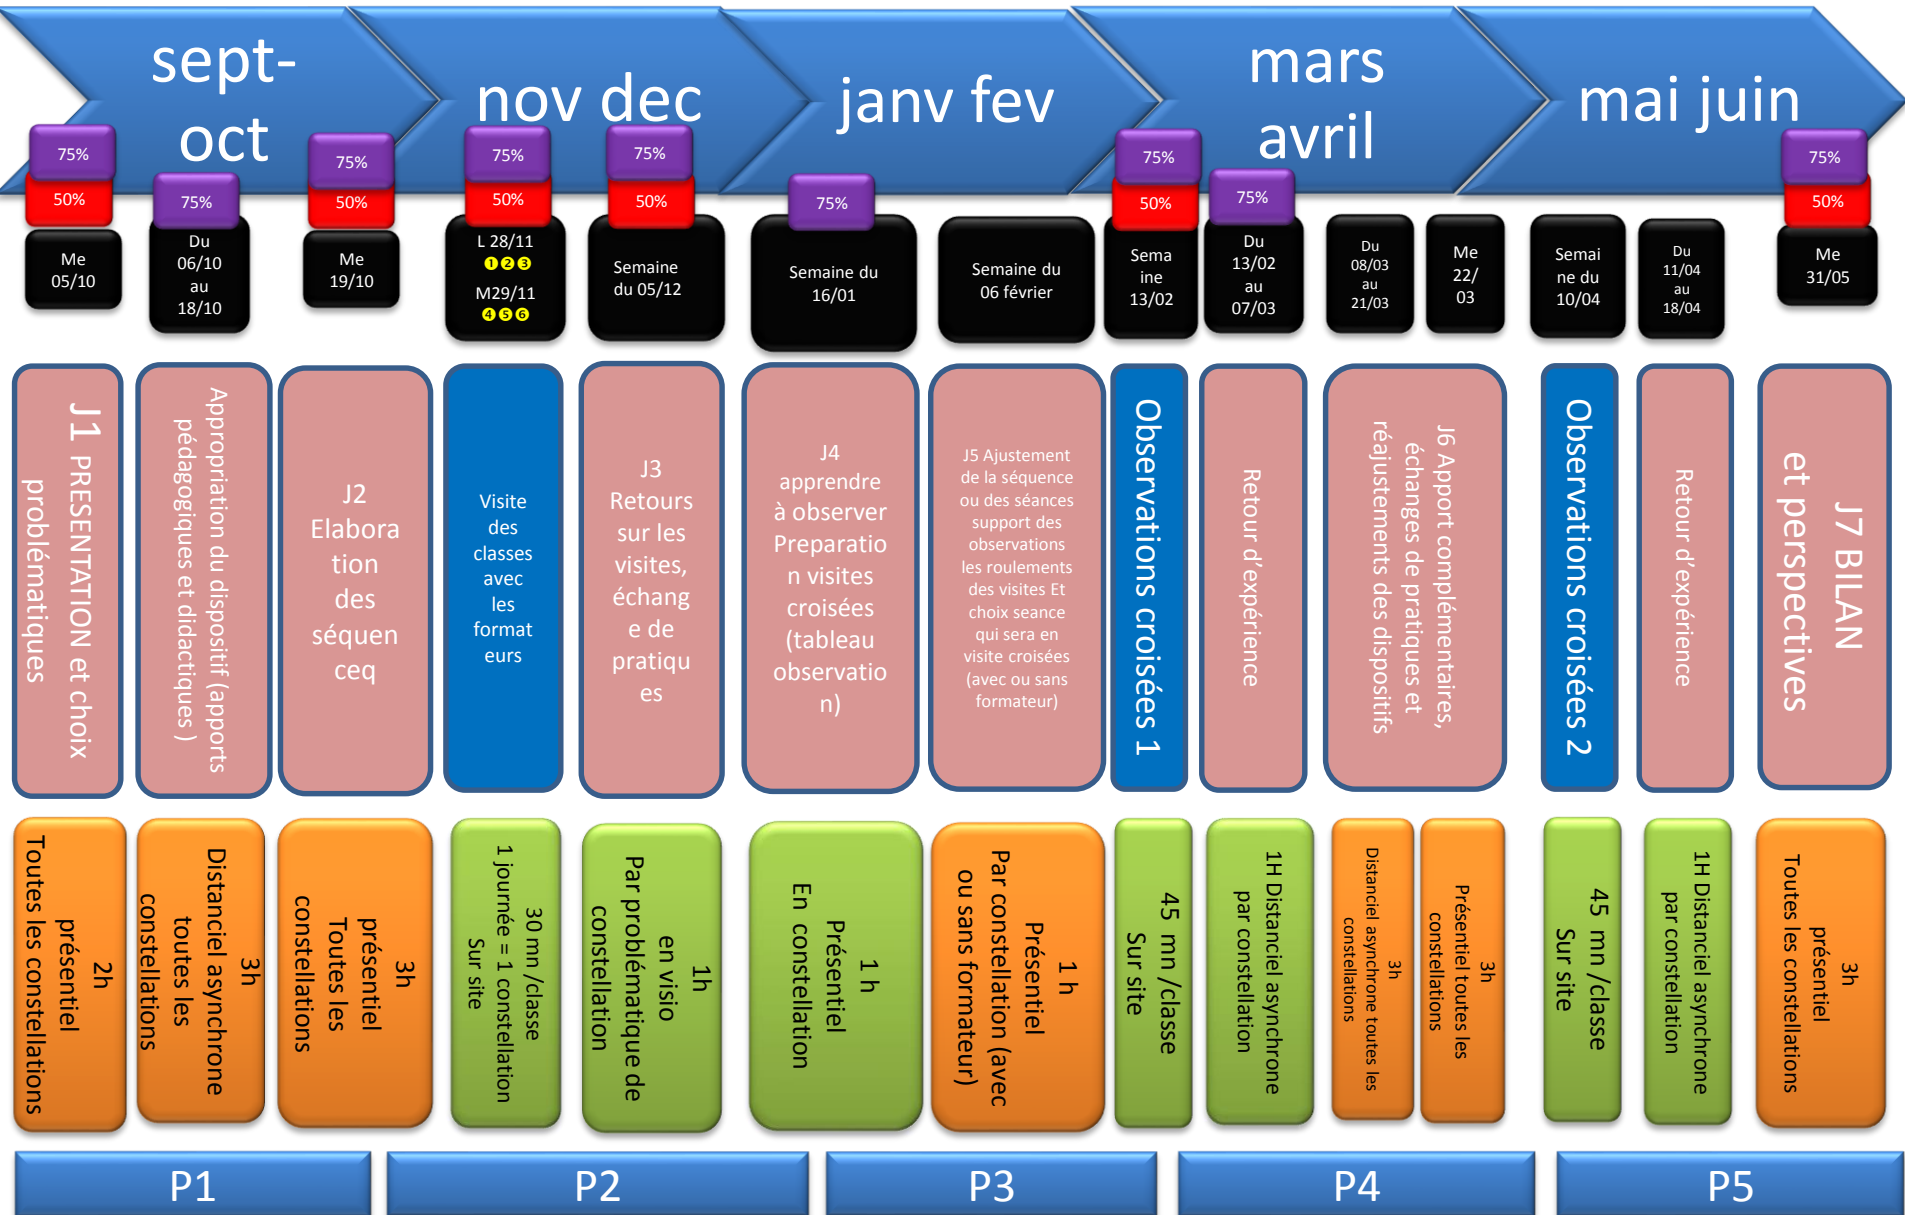 sept-
oct
nov dec
janv fev
mars
avril
mai juin
75%
50%
75%
75%
50%
75%
50%
75%
50%
75%
75%
50%
75%
75%
50%
Me
05/10
Du
06/10
au
18/10
Me
19/10
L 28/11
❶❷❸
M29/11
❹❺❻
Semaine
du 05/12
Semaine du
16/01
Semaine du
06 février
Sema
ine
13/02
Du
13/02
au
07/03
Du
08/03
au
21/03
Me
22/
03
Semai
ne du
10/04
Du
11/04
au
18/04
Me
31/05
J1 PRESENTATION et choix
problématiques
Appropriation du dispositif (apports
pédagogiques et didactiques )
J2
Elabora
tion
des
séquen
ceq
Visite
des
classes
avec
les
format
eurs
J3
Retours
sur les
visites,
échang
e de
pratiqu
es
J4
apprendre
à observer
Preparatio
n visites
croisées
(tableau
observatio
n)
J5 Ajustement
de la séquence
ou des séances
support des
observations
les roulements
des visites Et
choix seance
qui sera en
visite croisées
(avec ou sans
formateur)
Observations croisées 1
Retour d’expérience
J6 Apport complémentaires,
échanges de pratiques et
réajustements des dispositifs
Observations croisées 2
Retour d’expérience
J7 BILAN
et perspectives
2h
présentiel
Toutes les constellations
3h
Distanciel asynchrone
toutes les
constellations
3h
présentiel
Toutes les
constellations
30 mn /classe
1 journée = 1 constellation
Sur site
1h
en visio
Par problématique de
constellation
1 h
Présentiel
En constellation
1 h
Présentiel
Par constellation (avec
ou sans formateur)
45 mn /classe
Sur site
1H Distanciel asynchrone
par constellation
3h
Distanciel asynchrone toutes les
constellations
3h
Présentiel toutes les
constellations
45 mn /classe
Sur site
1H Distanciel asynchrone
par constellation
3h
présentiel
Toutes les constellations
P1
P2
P3
P4
P5